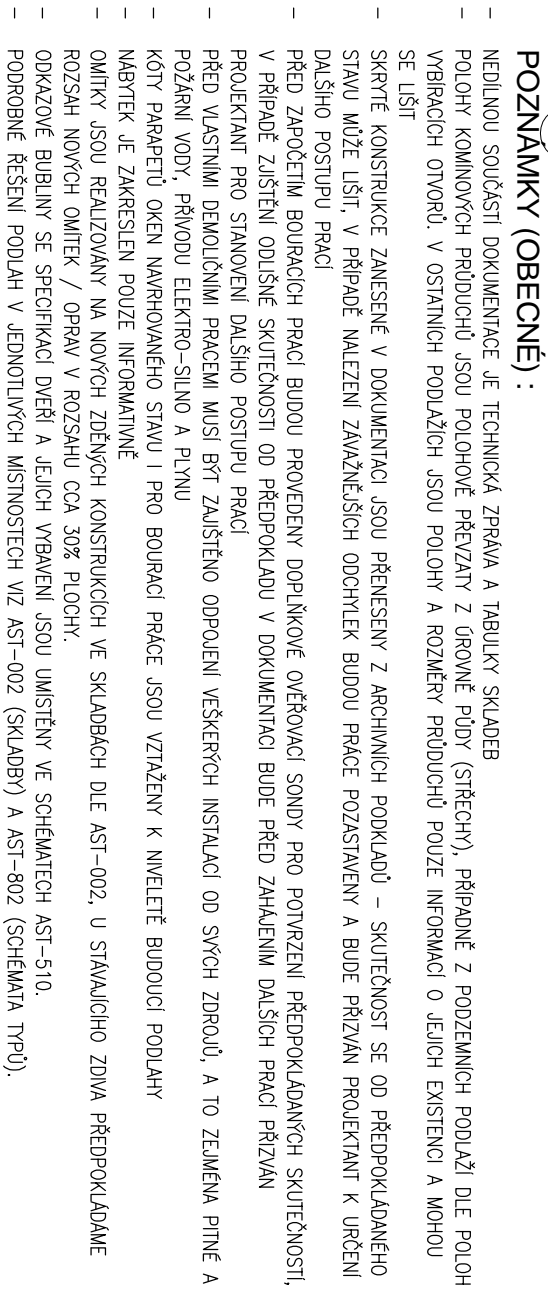 POZNÁMKY (OBECNÉ) :
- NEDÍLNOU SOUČÁSTÍ DOKUMENTACE JE TECHNICKÁ ZPRÁVA A TABULKY SKLADEB
- POLOHY KOMÍNOVÝCH PRŮDUCHŮ JSOU POLOHOVĚ PŘEVZATY Z ÚROVNĚ PŮDY (STŘECHY), PŘÍPADNĚ Z PODZEMNÍCH PODLAŽÍ DLE POLOH
VYBÍRACÍCH OTVORŮ. V OSTATNÍCH PODLAŽÍCH JSOU POLOHY A ROZMĚRY PRŮDUCHŮ POUZE INFORMACÍ O JEJICH EXISTENCI A MOHOU
SE LIŠIT
- SKRYTÉ KONSTRUKCE ZANESENÉ V DOKUMENTACI JSOU PŘENESENY Z ARCHIVNÍCH PODKLADŮ – SKUTEČNOST SE OD PŘEDPOKLÁDANÉHO
STAVU MŮŽE LIŠIT, V PŘÍPADĚ NALEZENÍ ZÁVAŽNĚJŠÍCH ODCHYLEK BUDOU PRÁCE POZASTAVENY A BUDE PŘIZVÁN PROJEKTANT K URČENÍ
DALŠÍHO POSTUPU PRACÍ
- PŘED ZAPOČETÍM BOURACÍCH PRACÍ BUDOU PROVEDENY DOPLŇKOVÉ OVĚŘOVACÍ SONDY PRO POTVRZENÍ PŘEDPOKLÁDANÝCH SKUTEČNOSTÍ,
V PŘÍPADĚ ZJIŠTĚNÍ ODLIŠNÉ SKUTEČNOSTI OD PŘEDPOKLADU V DOKUMENTACI BUDE PŘED ZAHÁJENÍM DALŠÍCH PRACÍ PŘIZVÁN
PROJEKTANT PRO STANOVENÍ DALŠÍHO POSTUPU PRACÍ
- PŘED VLASTNÍMI DEMOLIČNÍMI PRACEMI MUSÍ BÝT ZAJIŠTĚNO ODPOJENÍ VEŠKERÝCH INSTALACÍ OD SVÝCH ZDROJŮ, A TO ZEJMÉNA PITNÉ A
POŽÁRNÍ VODY, PŘÍVODU ELEKTRO–SILNO A PLYNU
- KÓTY PARAPETŮ OKEN NAVRHOVANÉHO STAVU I PRO BOURACÍ PRÁCE JSOU VZTAŽENY K NIVELETĚ BUDOUCÍ PODLAHY
- NÁBYTEK JE ZAKRESLEN POUZE INFORMATIVNĚ
- OMÍTKY JSOU REALIZOVÁNY NA NOVÝCH ZDĚNÝCH KONSTRUKCÍCH VE SKLADBÁCH DLE AST–002, U STÁVAJÍCÍHO ZDIVA PŘEDPOKLÁDÁME
ROZSAH NOVÝCH OMÍTEK / OPRAV V ROZSAHU CCA 30% PLOCHY.
- ODKAZOVÉ BUBLINY SE SPECIFIKACÍ DVEŘÍ A JEJICH VYBAVENÍ JSOU UMÍSTĚNY VE SCHÉMATECH AST–510.
- PODROBNÉ ŘEŠENÍ PODLAH V JEDNOTLIVÝCH MÍSTNOSTECH VIZ AST–002 (SKLADBY) A AST–802 (SCHÉMATA TYPŮ).